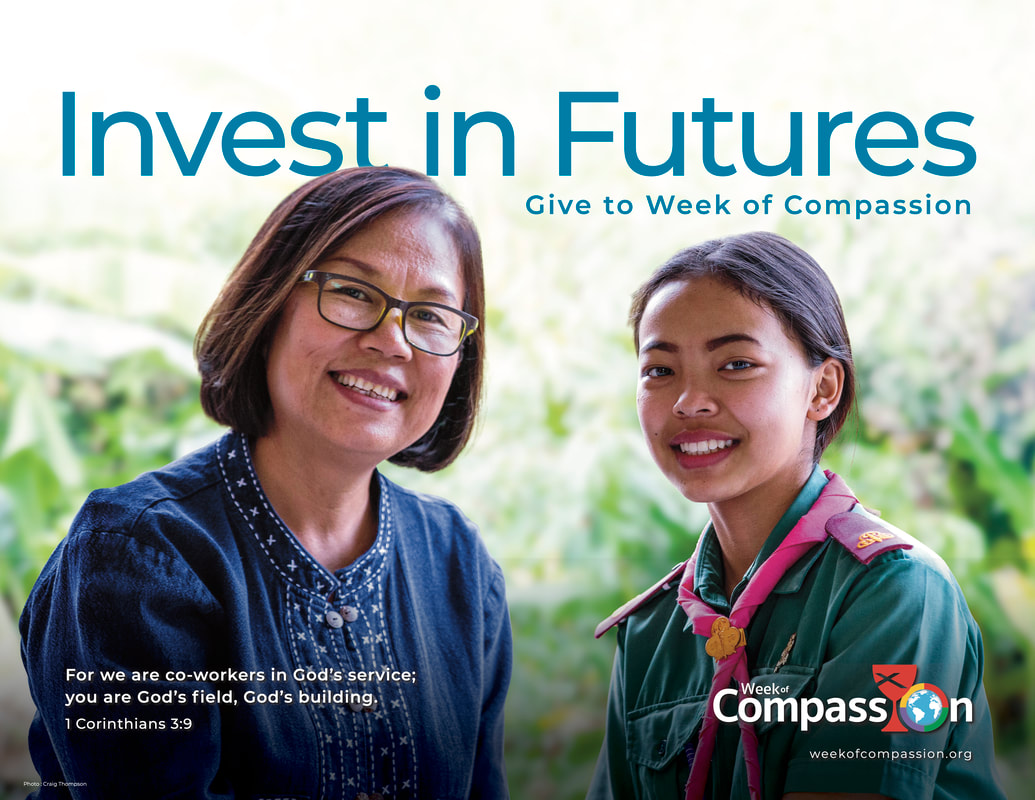 Invest in Futures
Give to Week of Compassion
For we are co-workers in God's service;
you are God's field, God's building.
1 Corinthians 3:9
Week of
Compassion
weekofcompassion.org
Photo: Craig Thompson